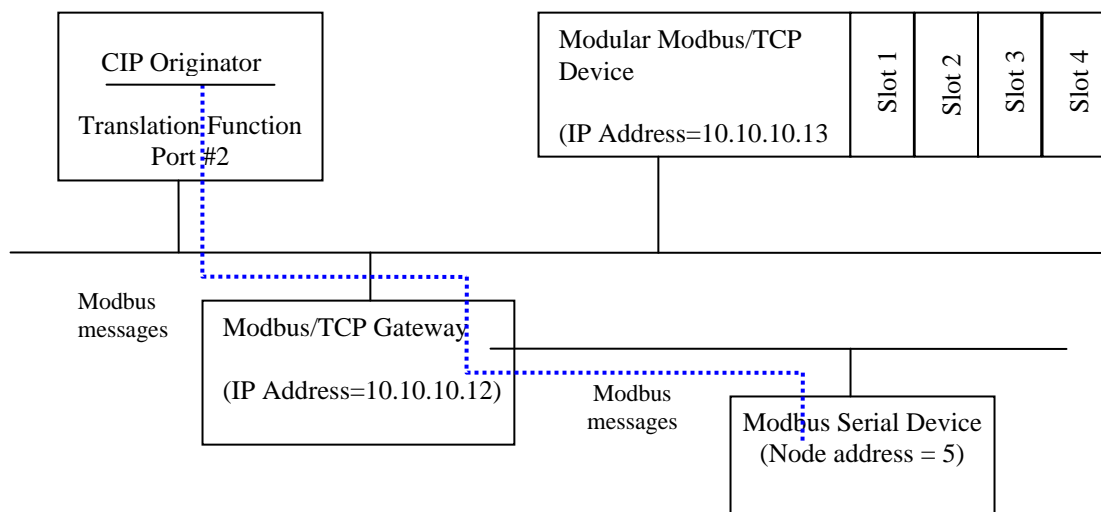 CIP Originator
Translation Function
Port #2
Modular Modbus/TCP
Device
(IP Address=10.10.10.13
Slot 1
Slot 2
Slot 3
Slot 4
Modbus
messages
Modbus/TCP Gateway
(IP Address=10.10.10.12)
Modbus
messages
Modbus Serial Device
(Node address = 5)